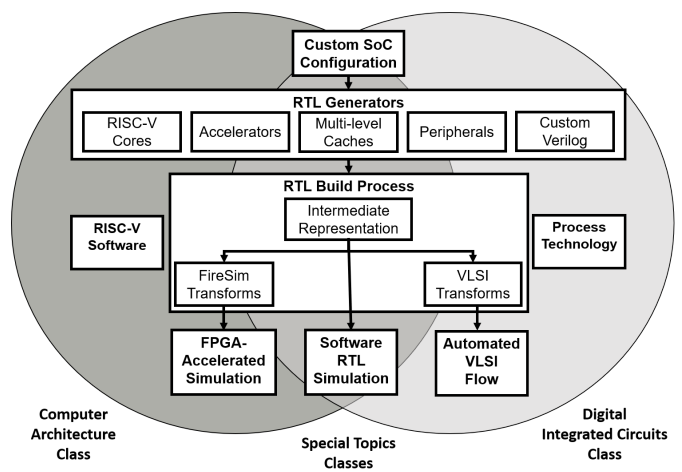 Custom SoC
Configuration
RTL Generators
RISC-V
Cores
Accelerators
Multi-level
Caches
Peripherals
Custom
Verilog
RTL Build Process
Intermediate
Representation
RISC-V
Software
Process
Technology
FireSim
Transforms
VLSI
Transforms
FPGA-
Accelerated
Simulation
Software
RTL
Simulation
Automated
VLSI
Flow
Computer
Architecture
Class
Special Topics
Classes
Digital
Integrated Circuits
Class